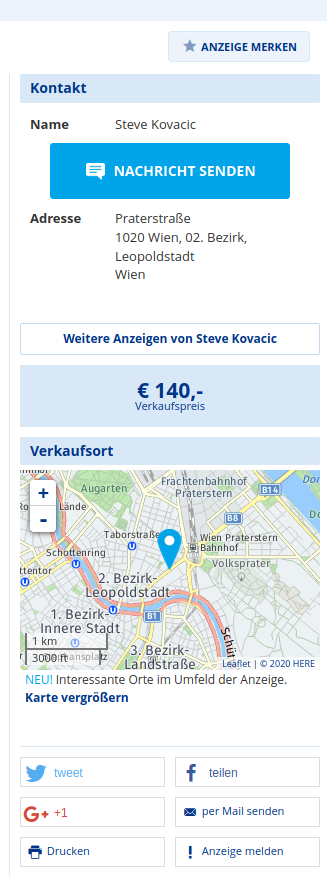 ANZEIGE MERKEN
Kontakt
Name Steve Kovacic
NACHRICHT SENDEN
Adresse Praterstraße
1020 Wien, 02. Bezirk,
Leopoldstadt
Wien
Weitere Anzeigen von Steve Kovacic
€ 140,-
Verkaufspreis
Verkaufsort
+
-
Augarten
Frachtenbahnhof
Praterstern
B14
Lände
B8
Taborstraße
Wien Praterstern
Bahnhof
Schottenring
Volksprater
ttentor
2. Bezirk-
Leopoldstadt
1. Bezirk-
Innere Stadt
B1
3. Bezirk-
Landstraße
1 km
3000 ft
Leaflet | © 2020 HERE
NEU! Interessante Orte im Umfeld der Anzeige.
Karte vergrößern
tweet
teilen
G+ +1
per Mail senden
Drucken
! Anzeige melden